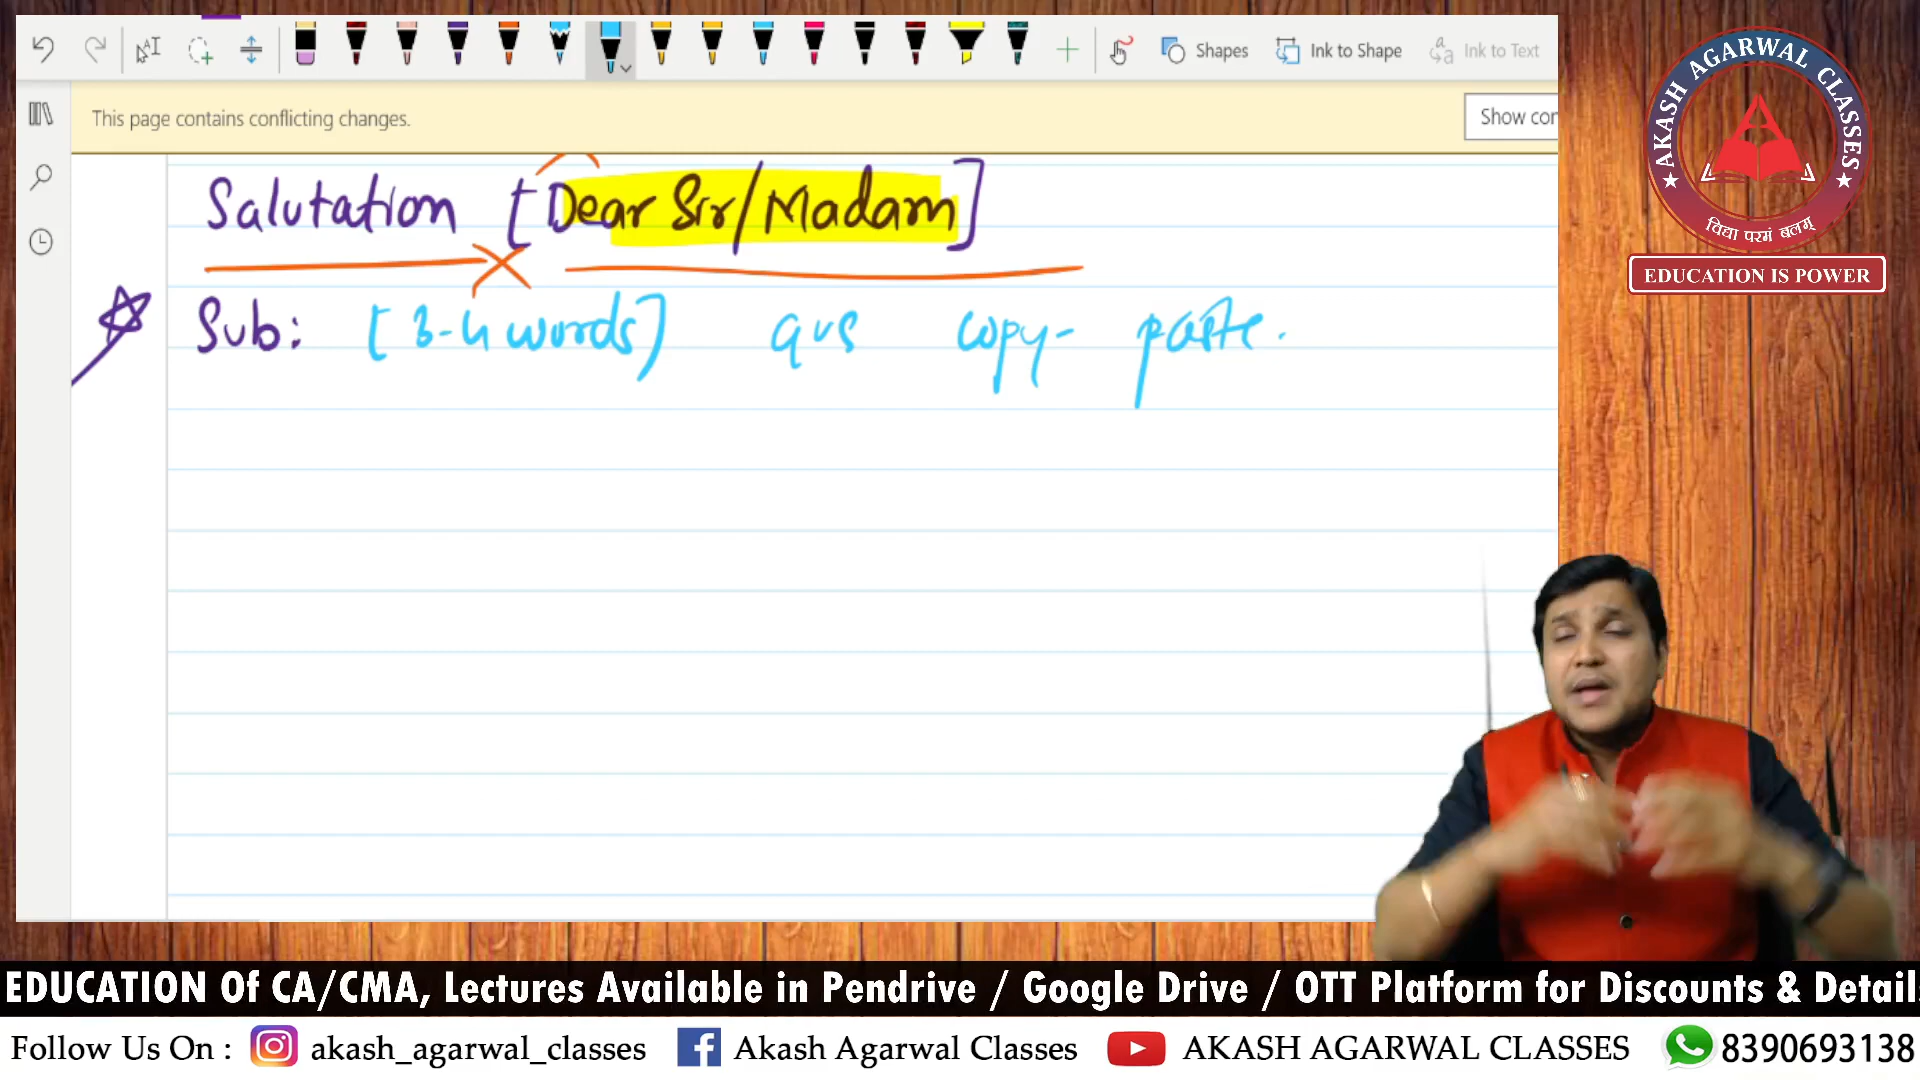 Shapes
Ink to Shape
Ink to Text
This page contains conflicting changes.
Show con
Salutation [Dear Sir/Madam]
Sub: [3-4 words] qus copy-paste.
AKASH AGARWAL CLASSES
विद्या परमं बलम्
EDUCATION IS POWER
EDUCATION Of CA/CMA, Lectures Available in Pendrive / Google Drive / OTT Platform for Discounts & Detail
Follow Us On : akash_agarwal_classes Akash Agarwal Classes AKASH AGARWAL CLASSES 8390693138